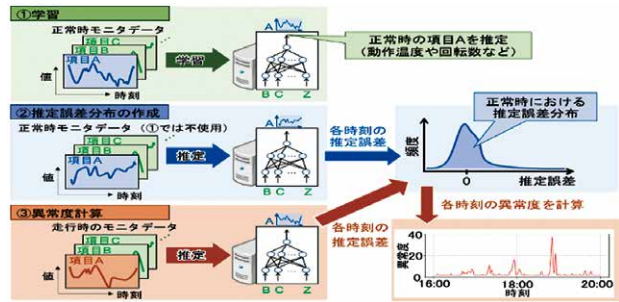 ①学習
正常時モニタデータ
項目C
項目B
項目A
値
時刻
学習
A
B C Z
正常時の項目Aを推定
(動作温度や回転数など)
②推定誤差分布の作成
正常時モニタデータ (①では不使用)
項目A
値
時刻
推定
A
B C Z
各時刻の
推定誤差
正常時における
推定誤差分布
頻度
0
推定誤差
③異常度計算
走行時のモニタデータ
項目C
項目B
項目A
値
時刻
推定
A
B C Z
各時刻の
推定誤差
各時刻の異常度を計算
異常度
40
20
0
16:00
18:00
20:00
時刻